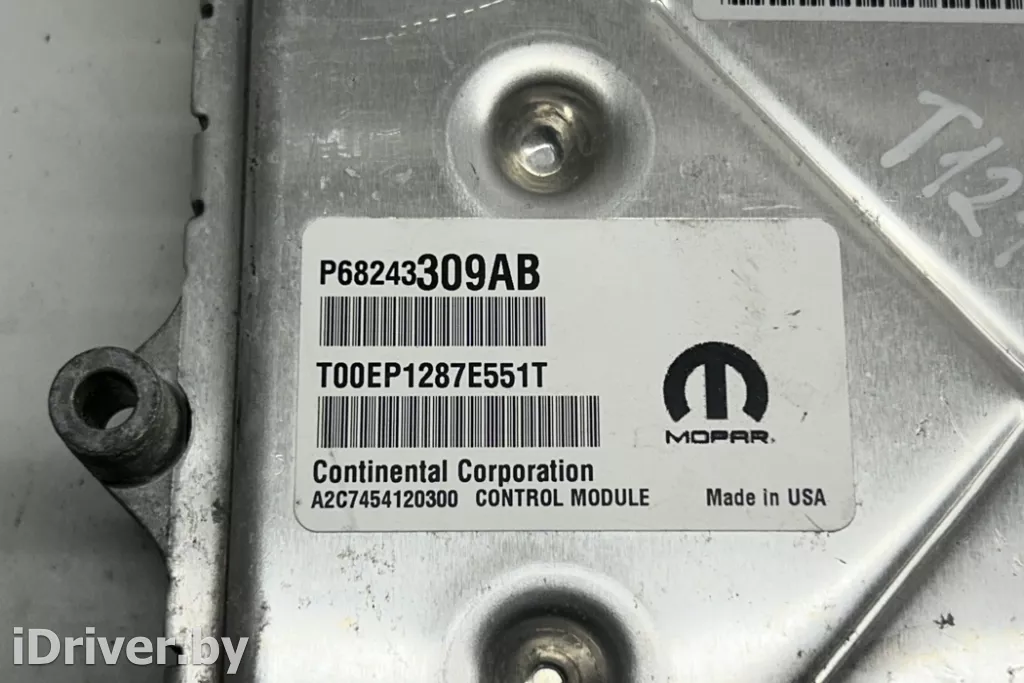 P68243309AB
T00EP1287E551T
MOPAR
Continental Corporation
A2C7454120300 CONTROL MODULE Made in USA
iDriver.by